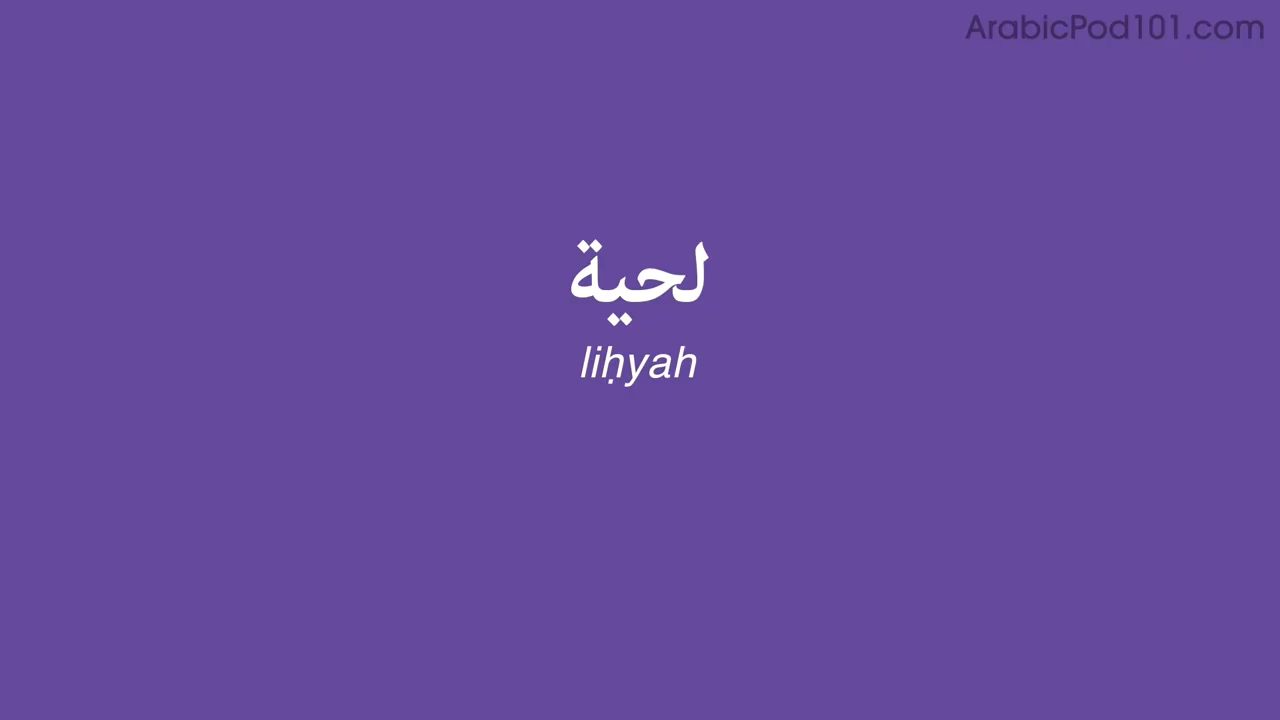 ArabicPod101.com
لحية
liḥyah